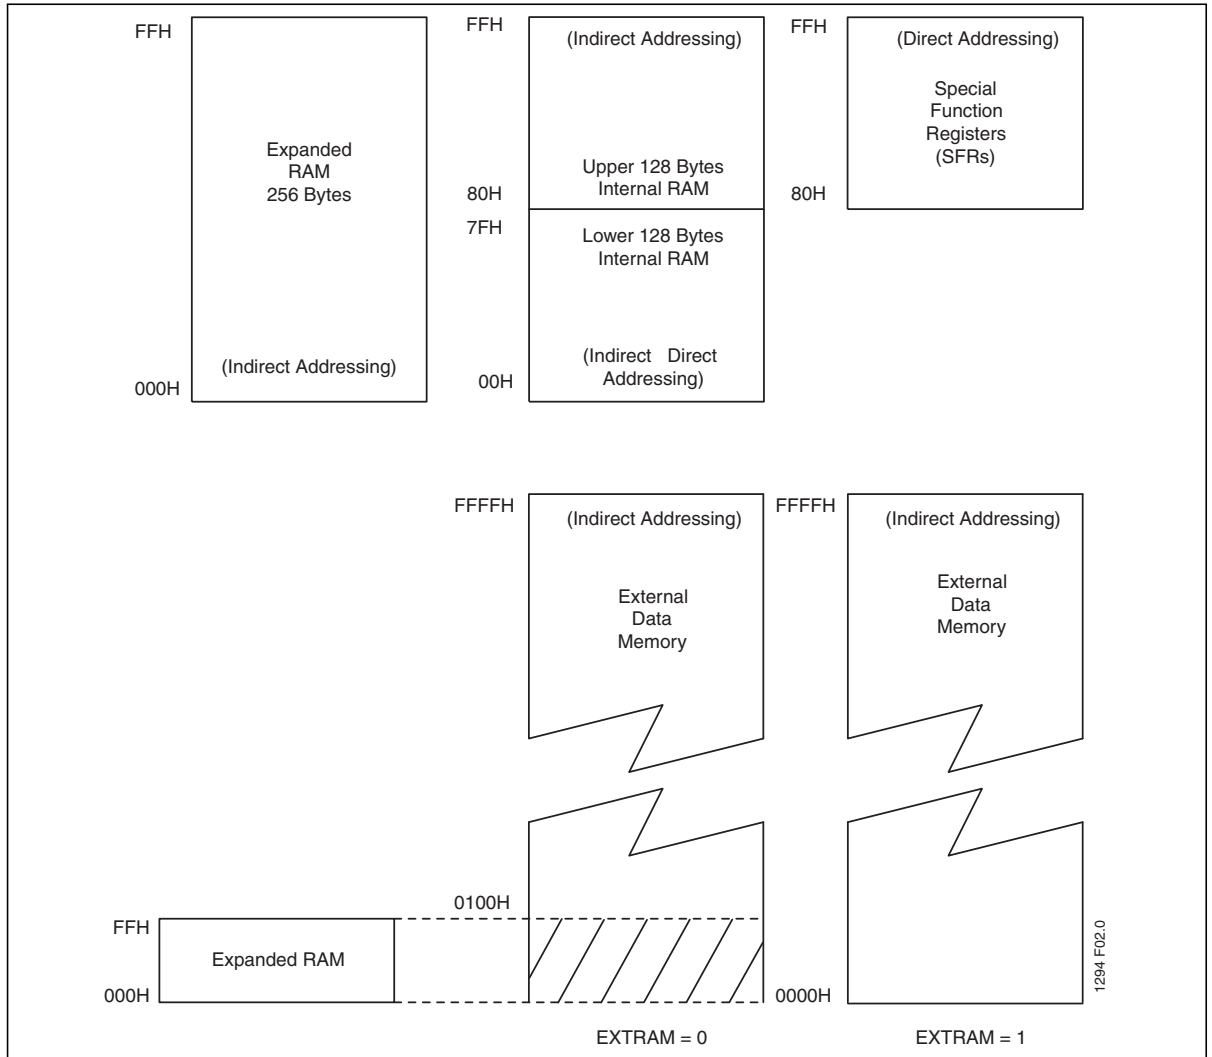 FFH
Expanded
RAM
256 Bytes
(Indirect Addressing)
000H
FFH
(Indirect Addressing)
Upper 128 Bytes
Internal RAM
80H
7FH
Lower 128 Bytes
Internal RAM
(Indirect Direct
Addressing)
00H
FFH
(Direct Addressing)
Special
Function
Registers
(SFRs)
80H
FFFFH
(Indirect Addressing)
External
Data
Memory
FFFFH
(Indirect Addressing)
External
Data
Memory
0100H
FFH
Expanded RAM
000H
0000H
EXTRAM = 0
EXTRAM = 1
1294 F02.0